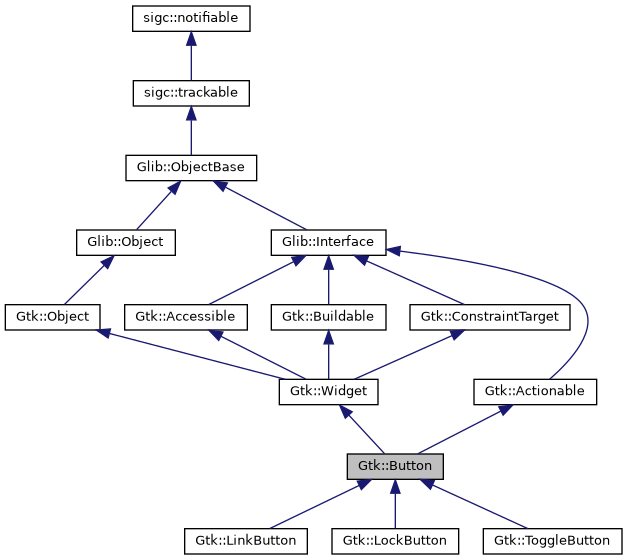 sigc::notifiable
sigc::trackable
Glib::ObjectBase
Glib::Object
Glib::Interface
Gtk::Object
Gtk::Accessible
Gtk::Buildable
Gtk::ConstraintTarget
Gtk::Widget
Gtk::Actionable
Gtk::Button
Gtk::LinkButton
Gtk::LockButton
Gtk::ToggleButton